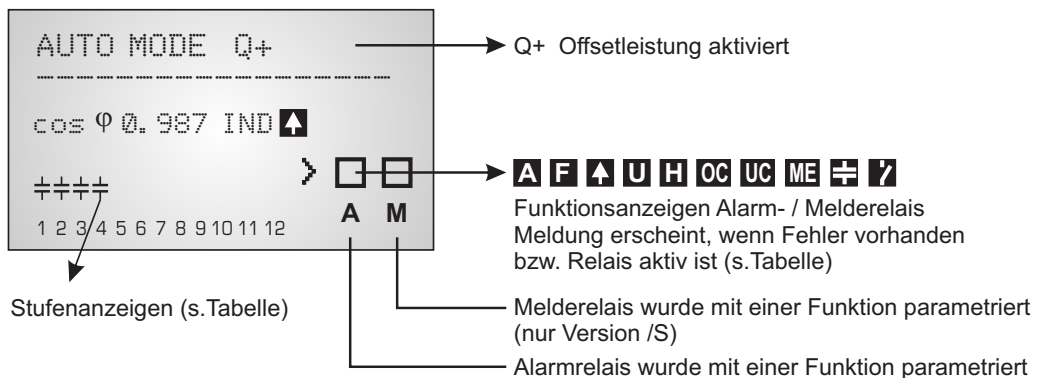 AUTO MODE Q+
Q+ Offsetleistung aktiviert
cos φ 0.987 IND
A F U H OC UC ME
A M
Funktionsanzeigen Alarm- / Melderelais
Meldung erscheint, wenn Fehler vorhanden
bzw. Relais aktiv ist (s.Tabelle)
1 2 3 4 5 6 7 8 9 10 11 12
Stufenanzeigen (s.Tabelle)
Melderelais wurde mit einer Funktion parametriert
(nur Version /S)
Alarmrelais wurde mit einer Funktion parametriert